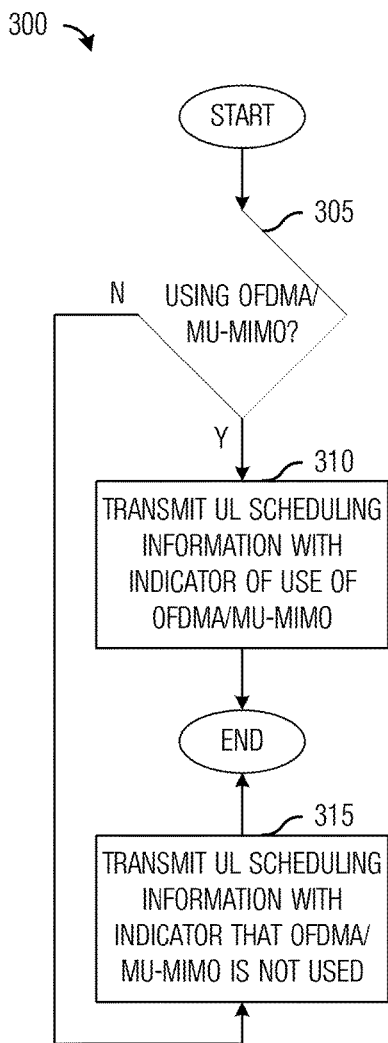 300
START
305
USING OFDMA/
MU-MIMO?
N
Y
310
TRANSMIT UL SCHEDULING
INFORMATION WITH
INDICATOR OF USE OF
OFDMA/MU-MIMO
END
315
TRANSMIT UL SCHEDULING
INFORMATION WITH
INDICATOR THAT OFDMA/
MU-MIMO IS NOT USED